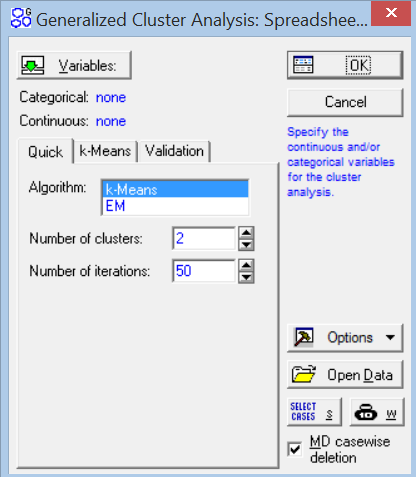 Generalized Cluster Analysis: Spreadshee...
Variables:
OK
Cancel
Categorical: none
Continuous: none
Specify the
continuous and/or
categorical variables
for the cluster
analysis.
Quick
k-Means
Validation
Algorithm:
k-Means
EM
Number of clusters:
2
Number of iterations:
50
Options
Open Data
SELECT
CASES
S
W
MD casewise
deletion